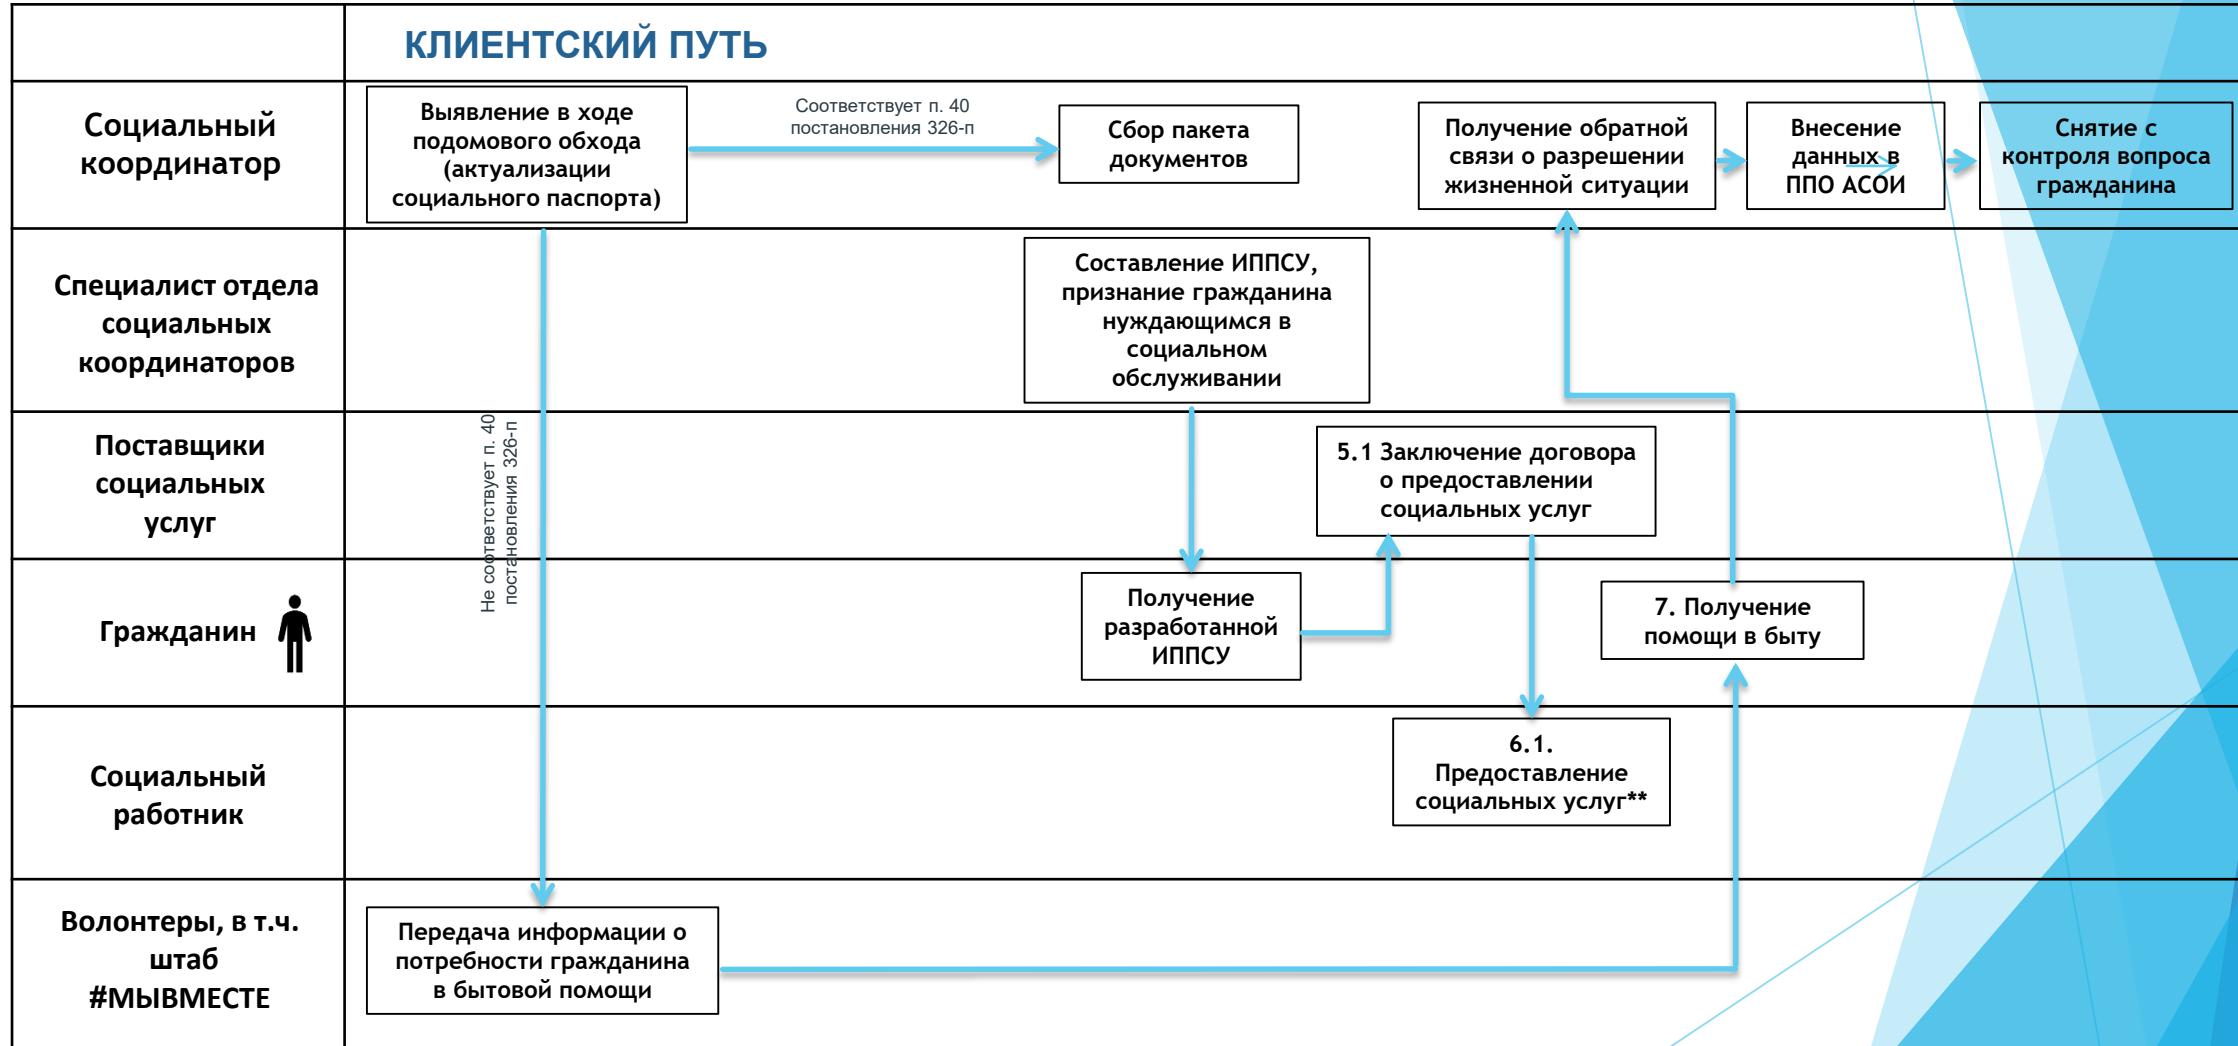 КЛИЕНТСКИЙ ПУТЬ
Социальный
координатор
Выявление в ходе
подомового обхода
(актуализации
социального паспорта)
Соответствует п. 40
постановления 326-п
Сбор пакета
документов
Получение обратной
связи о разрешении
жизненной ситуации
Внесение
данных в
ППО АСОИ
Снятие с
контроля вопроса
гражданина
Специалист отдела
социальных
координаторов
Составление ИППСУ,
признание гражданина
нуждающимся в
социальном
обслуживании
Поставщики
социальных
услуг
Не соответствует п. 40
постановления 326-п
5.1 Заключение договора
о предоставлении
социальных услуг
Гражданин
Получение
разработанной
ИППСУ
7. Получение
помощи в быту
Социальный
работник
6.1.
Предоставление
социальных услуг**
Волонтеры, в т.ч.
штаб
#МЫВМЕСТЕ
Передача информации о
потребности гражданина
в бытовой помощи